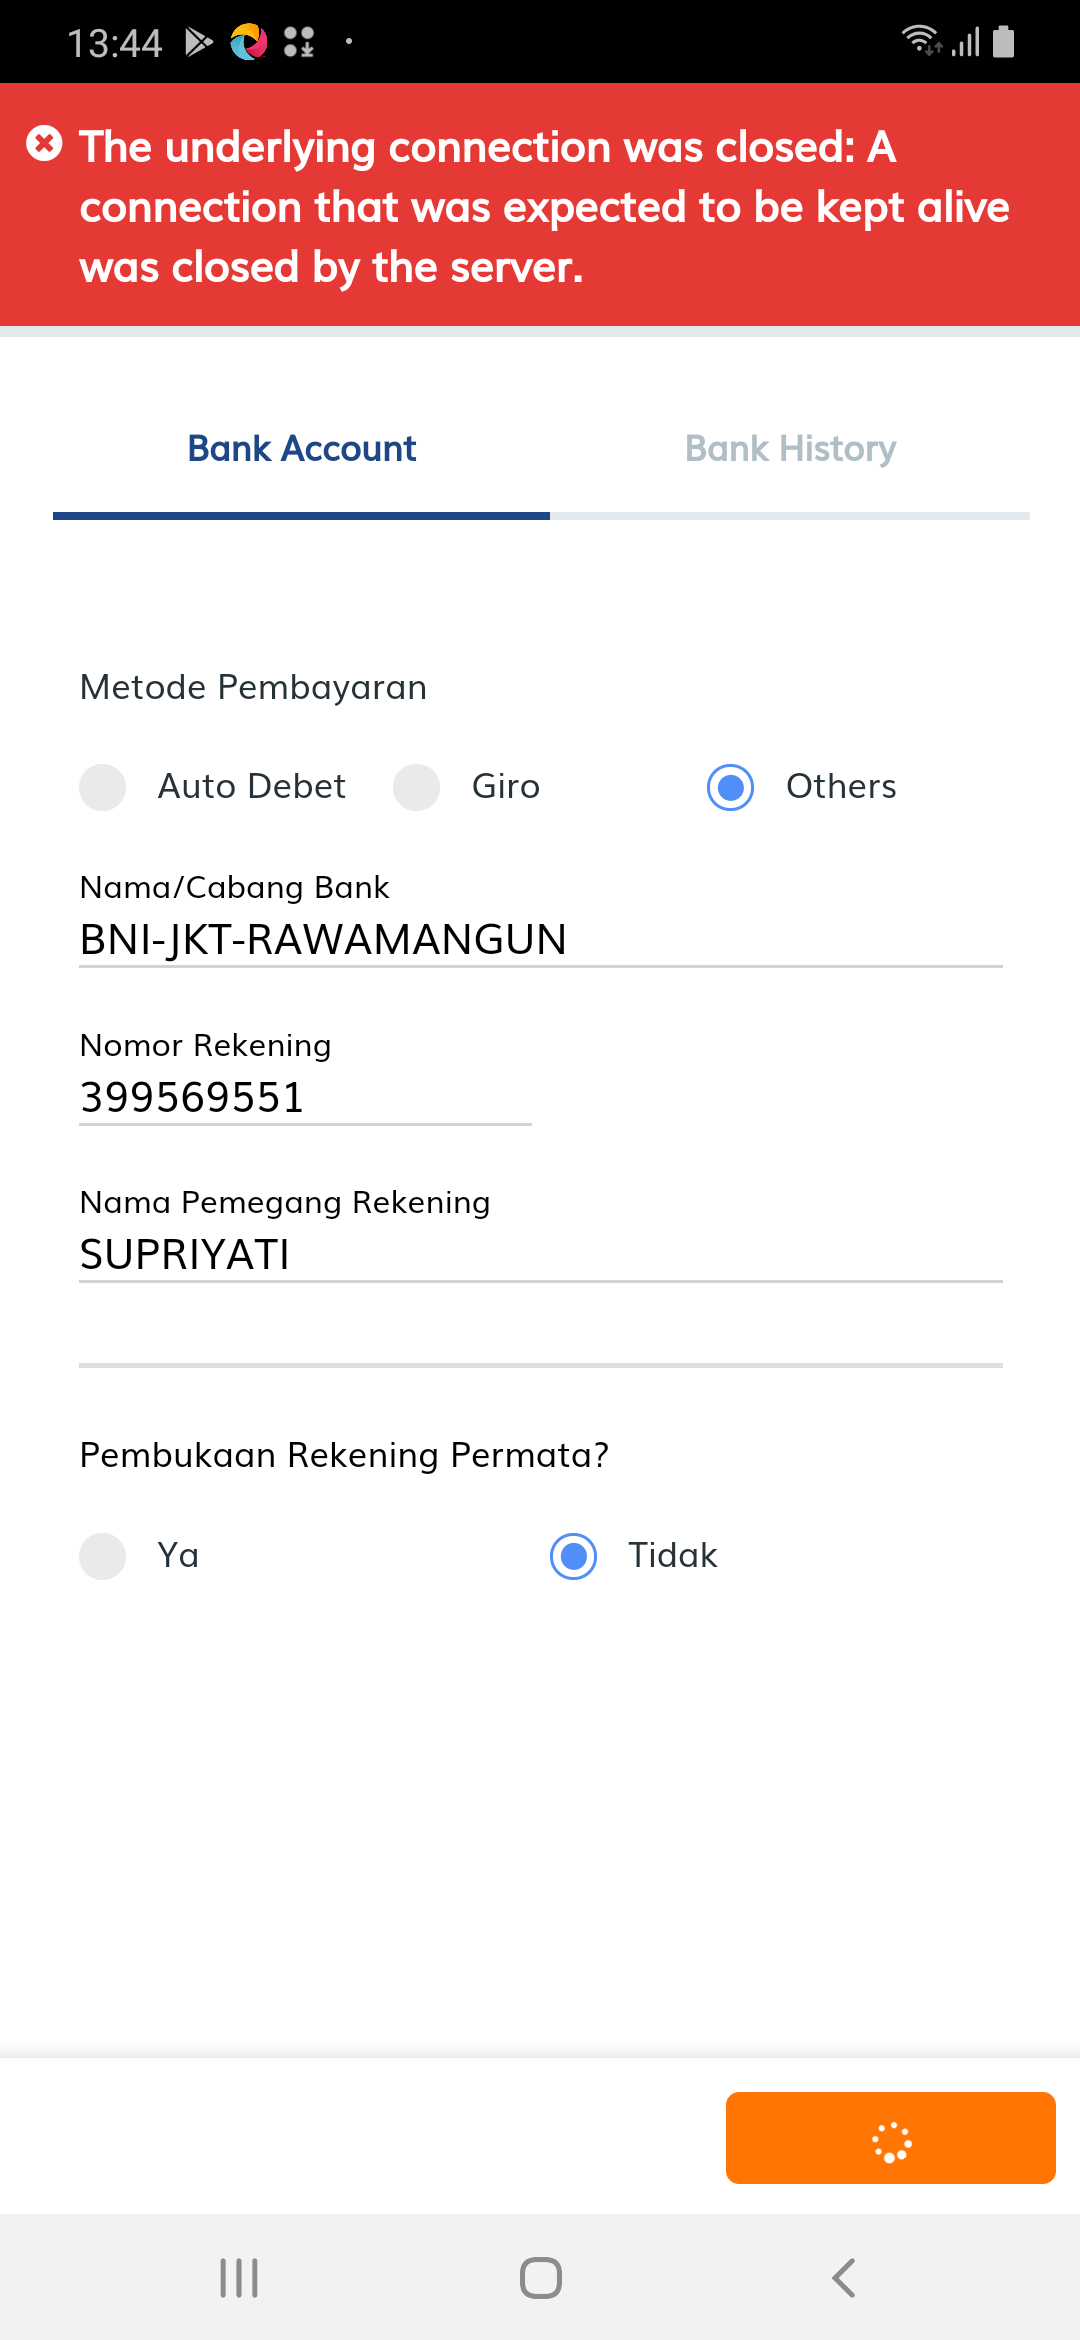 13:44
The underlying connection was closed: A
connection that was expected to be kept alive
was closed by the server.
Bank Account
Bank History
Metode Pembayaran
Auto Debet
Giro
Others
Nama/Cabang Bank
BNI-JKT-RAWAMANGUN
Nomor Rekening
399569551
Nama Pemegang Rekening
SUPRIYATI
Pembukaan Rekening Permata?
Ya
Tidak